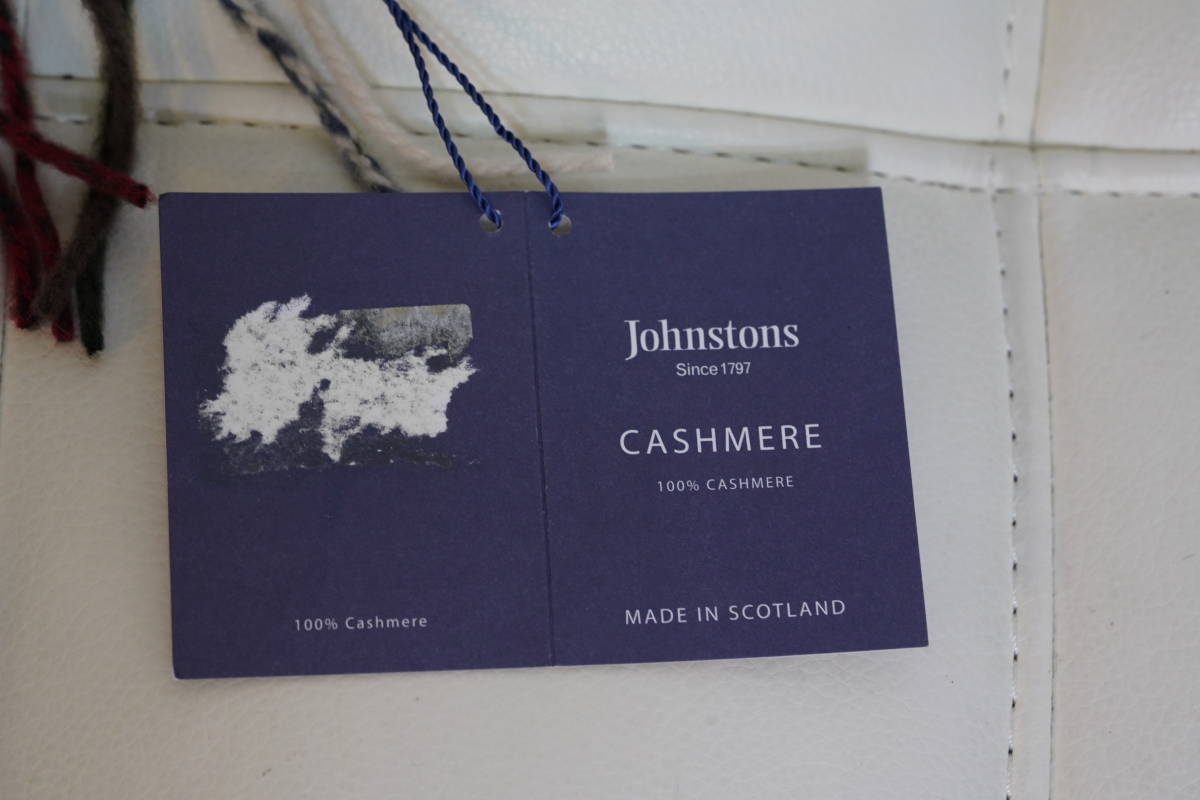 100% Cashmere
Johnstons
Since 1797
CASHMERE
100% CASHMERE
MADE IN SCOTLAND